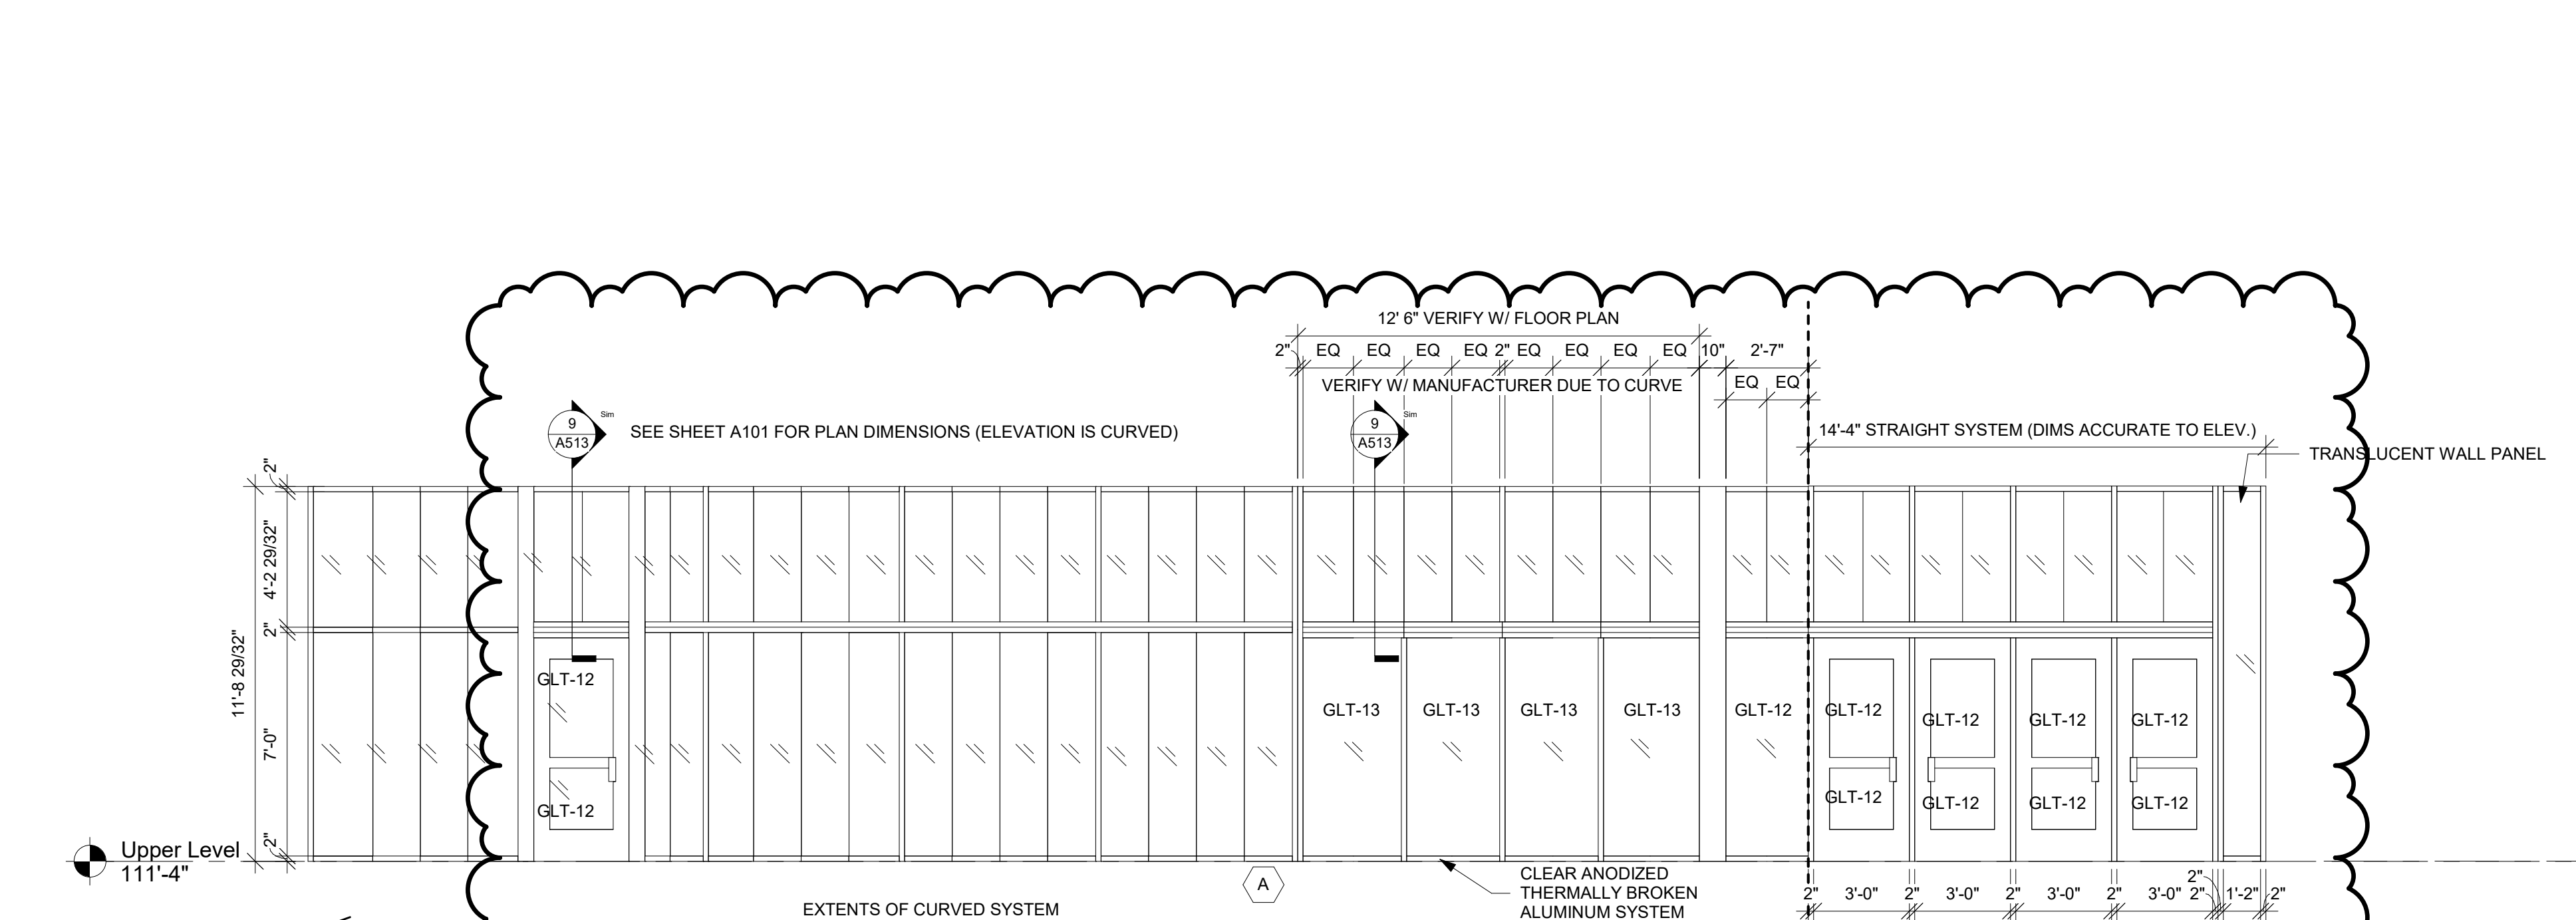 12' 6" VERIFY W/ FLOOR PLAN
2" EQ EQ EQ EQ 2" EQ EQ EQ EQ 10" 2'-7"
VERIFY W/ MANUFACTURER DUE TO CURVE
EQ EQ
9
A513
Sim
SEE SHEET A101 FOR PLAN DIMENSIONS (ELEVATION IS CURVED)
9
A513
Sim
14'-4" STRAIGHT SYSTEM (DIMS ACCURATE TO ELEV.)
TRANSLUCENT WALL PANEL
2"
4'-2 29/32"
2"
11'-8 29/32"
7'-0"
2"
GLT-12
GLT-12
GLT-13 GLT-13 GLT-13 GLT-13 GLT-12
GLT-12 GLT-12 GLT-12 GLT-12
GLT-12 GLT-12 GLT-12 GLT-12
Upper Level
111'-4"
A
CLEAR ANODIZED
THERMALLY BROKEN
ALUMINUM SYSTEM
EXTENTS OF CURVED SYSTEM
2" 3'-0" 2" 3'-0" 2" 3'-0" 2" 3'-0" 2" 2" 1'-2" 2"